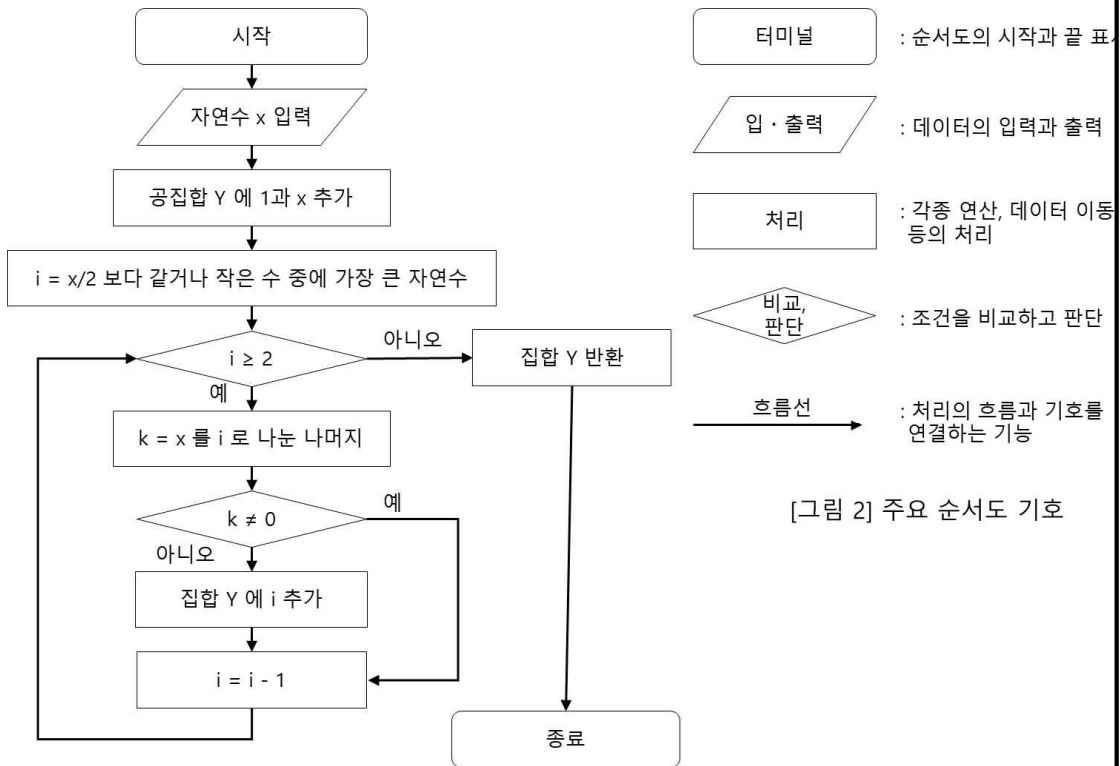 시작
자연수 x 입력
공집합 Y 에 1과 x 추가
i = x/2 보다 같거나 작은 수 중에 가장 큰 자연수
i ≥ 2
아니오
집합 Y 반환
예
k = x 를 i 로 나눈 나머지
k ≠ 0
예
아니오
집합 Y 에 i 추가
i = i - 1
종료
터미널
: 순서도의 시작과 끝 표
입 · 출력
: 데이터의 입력과 출력
처리
: 각종 연산, 데이터 이동
등의 처리
비교,
판단
: 조건을 비교하고 판단
흐름선
: 처리의 흐름과 기호를
연결하는 기능
[그림 2] 주요 순서도 기호